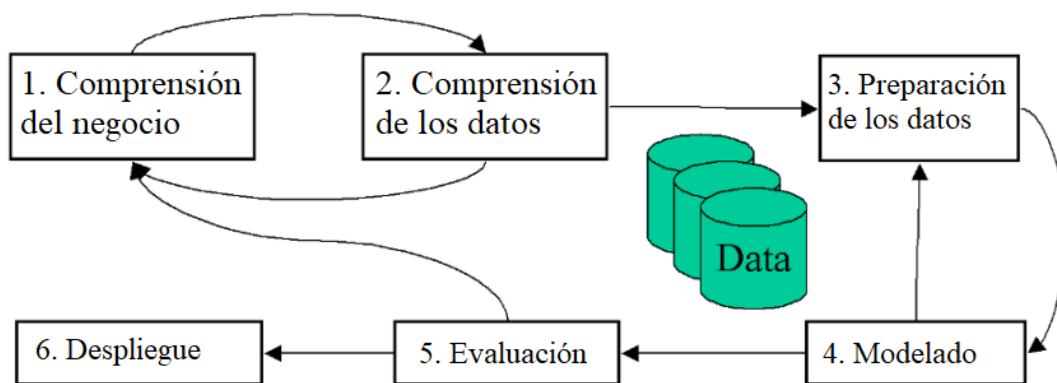 1. Comprensión
del negocio
2. Comprensión
de los datos
3. Preparación
de los datos
Data
4. Modelado
5. Evaluación
6. Despliegue